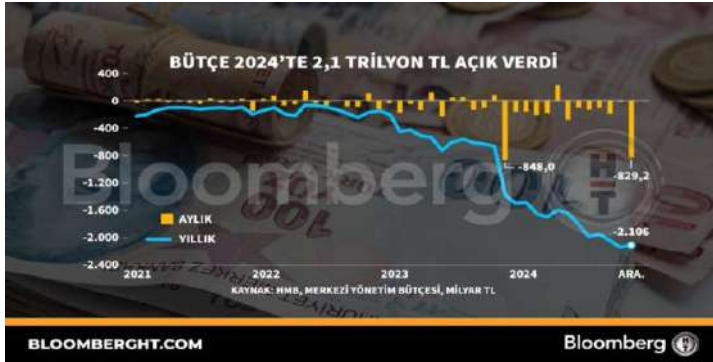 BÜTÇE 2024'TE 2,1 TRİLYON TL AÇIK VERDİ
400
0
-400
-800
-1.200
-1.600
-2.000
-2.400
-848,0
-829,2
-2.106
Bloomberg HT
AYLIK
YILLIK
2021
2022
2023
2024
ARA.
KAYNAK: HMB, MERKEZİ YÖNETİM BÜTÇESİ, MİLYAR TL
BLOOMBERGHT.COM
Bloomberg HT